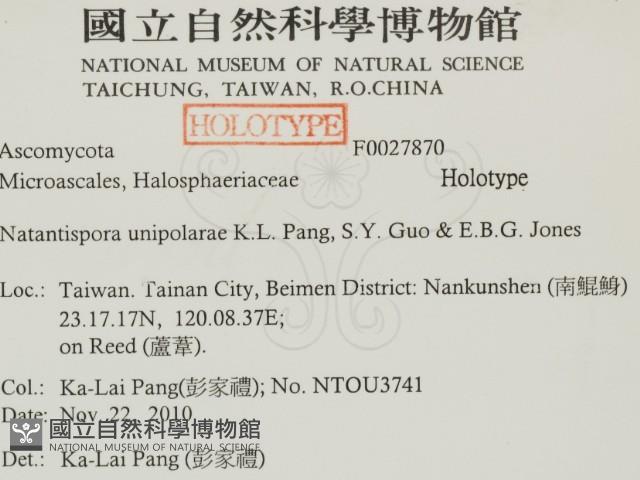 國立自然科學博物館
NATIONAL MUSEUM OF NATURAL SCIENCE
TAICHUNG, TAIWAN, R.O.CHINA
HOLOTYPE
Ascomycota F0027870
Microascales, Halosphaeriaceae Holotype
Natantispora unipolarae K.L. Pang, S.Y. Guo & E.B.G. Jones
Loc.: Taiwan. Tainan City, Beimen District: Nankunshen (南鯤鯓)
23.17.17N, 120.08.37E;
on Reed (蘆葦).
Col.: Ka-Lai Pang(彭家禮); No. NTOU3741
Date: Nov. 22, 2010
國立自然科學博物館
NATIONAL MUSEUM OF NATURAL SCIENCE
Det.: Ka-Lai Pang (彭家禮)